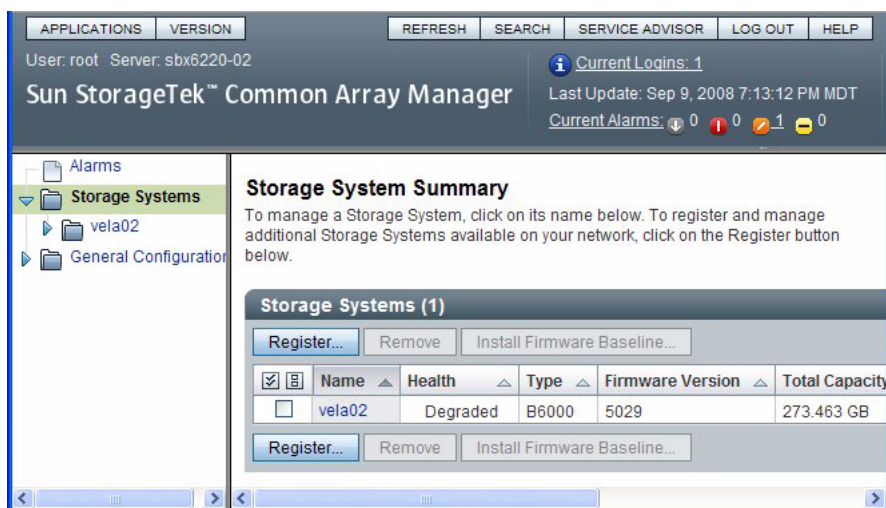 APPLICATIONS VERSION REFRESH SEARCH SERVICE ADVISOR LOG OUT HELP
User: root Server: sbx6220-02
Current Logins: 1
Sun StorageTek™ Common Array Manager
Last Update: Sep 9, 2008 7:13:12 PM MDT
Current Alarms: 0 0 1 0
Alarms
Storage Systems
vela02
General Configuration
Storage System Summary
To manage a Storage System, click on its name below. To register and manage
additional Storage Systems available on your network, click on the Register button
below.
Storage Systems (1)
Register... Remove Install Firmware Baseline...
Name Health Type Firmware Version Total Capacity
vela02 Degraded B6000 5029 273.463 GB
Register... Remove Install Firmware Baseline...